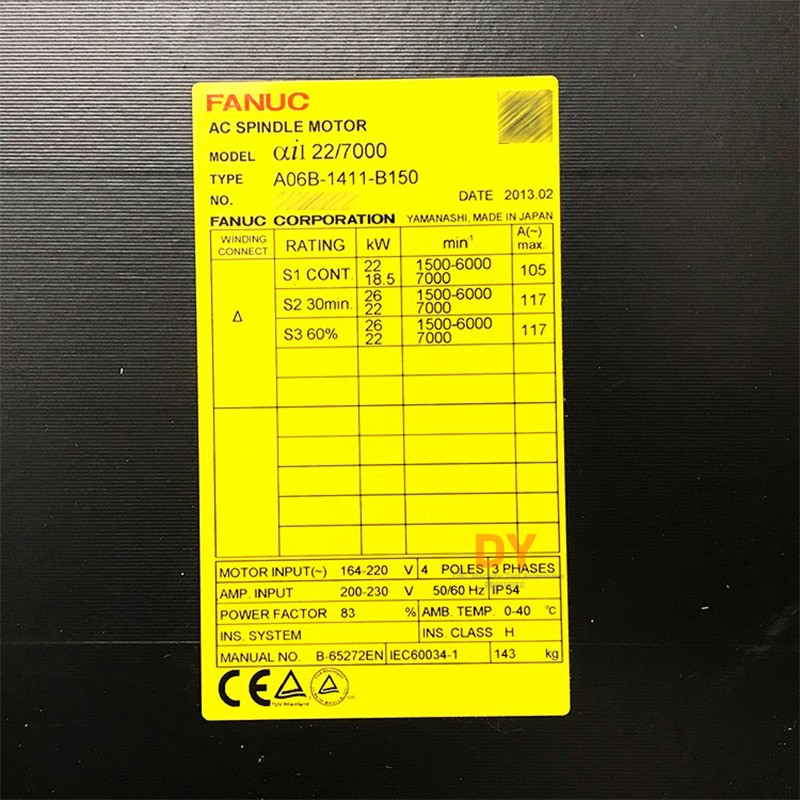 FANUC
AC SPINDLE MOTOR
MODEL αiI 22/7000
TYPE A06B-1411-B150
NO.
DATE 2013.02
FANUC CORPORATION YAMANASHI, MADE IN JAPAN
WINDING CONNECT. RATING kW min⁻¹ A(~) max.
Δ
S1 CONT. 22 1500-6000 105
18.5 7000
S2 30min. 26 1500-6000 117
22 7000
S3 60% 26 1500-6000 117
22 7000
DY
MOTOR INPUT(~) 164-220 V 4 POLES 3 PHASES
AMP. INPUT 200-230 V 50/60 Hz IP54
POWER FACTOR 83 % AMB. TEMP. 0-40 ℃
INS. SYSTEM INS. CLASS H
MANUAL NO. B-65272EN IEC60034-1 143 kg
CE
TÜV Rheinland